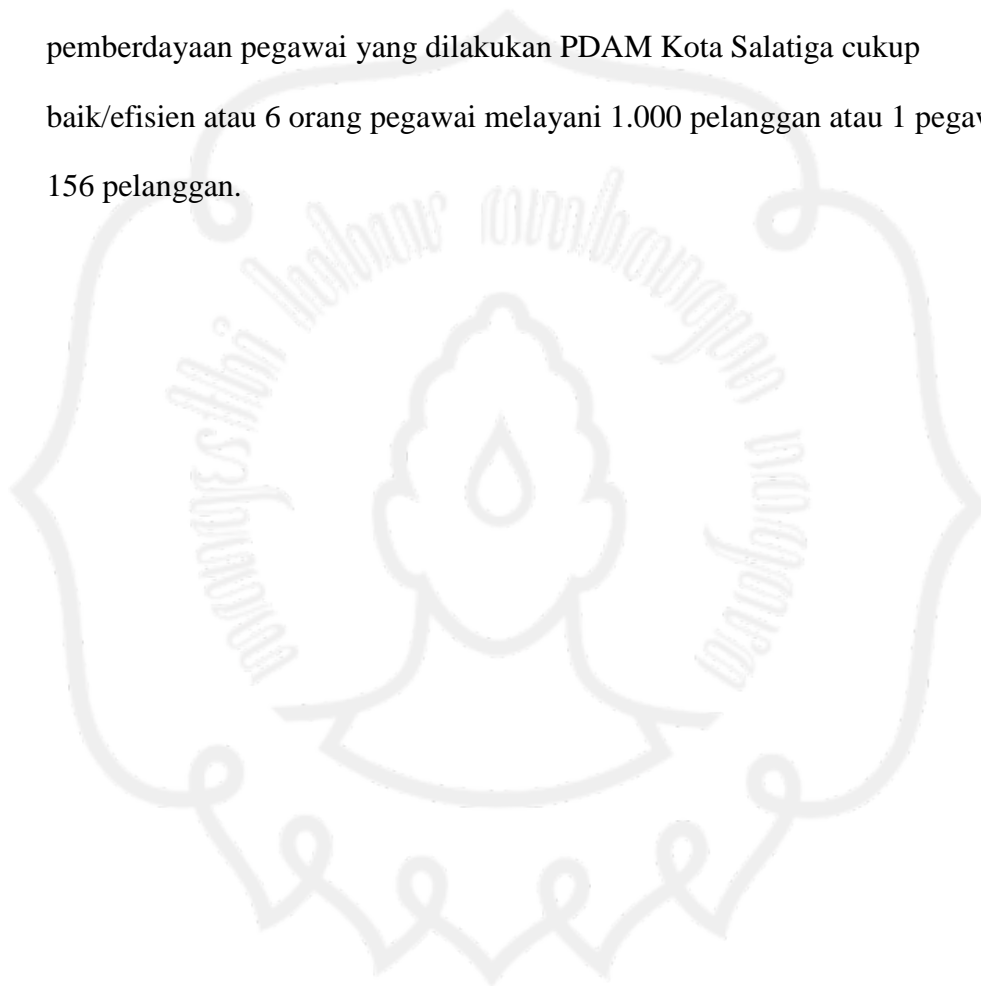 pemberdayaan pegawai yang dilakukan PDAM Kota Salatiga cukup
baik/efisien atau 6 orang pegawai melayani 1.000 pelanggan atau 1 pegaw
156 pelanggan.